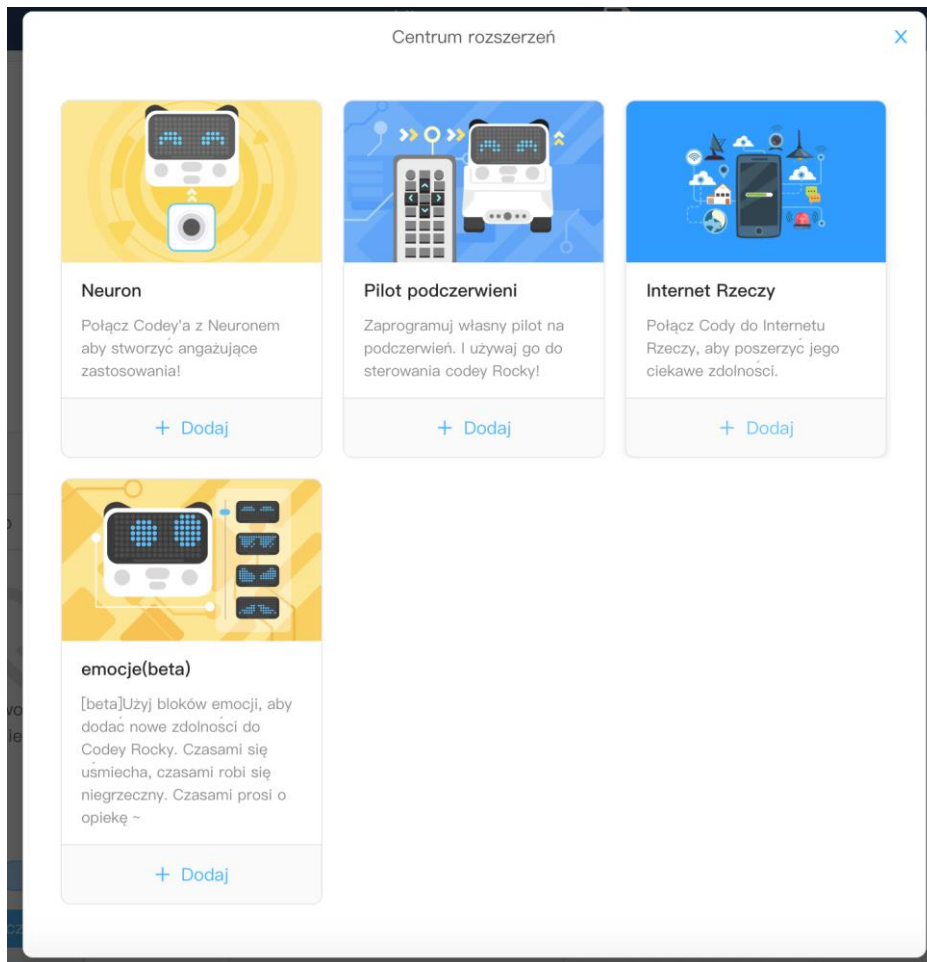 Centrum rozszerzeń
X
Neuron
Połącz Codey'a z Neuronem
aby stworzyć angażujące
zastosowania!
+ Dodaj
Pilot podczerwieni
Zaprogramuj własny pilot na
podczerwień. I używaj go do
sterowania codey Rocky!
+ Dodaj
Internet Rzeczy
Połącz Cody do Internetu
Rzeczy, aby poszerzyć jego
ciekawe zdolności.
+ Dodaj
emocje(beta)
[beta]Użyj bloków emocji, aby
dodać nowe zdolności do
Codey Rocky. Czasami się
uśmiecha, czasami robi się
niegrzeczny. Czasami prosi o
opiekę ~
+ Dodaj